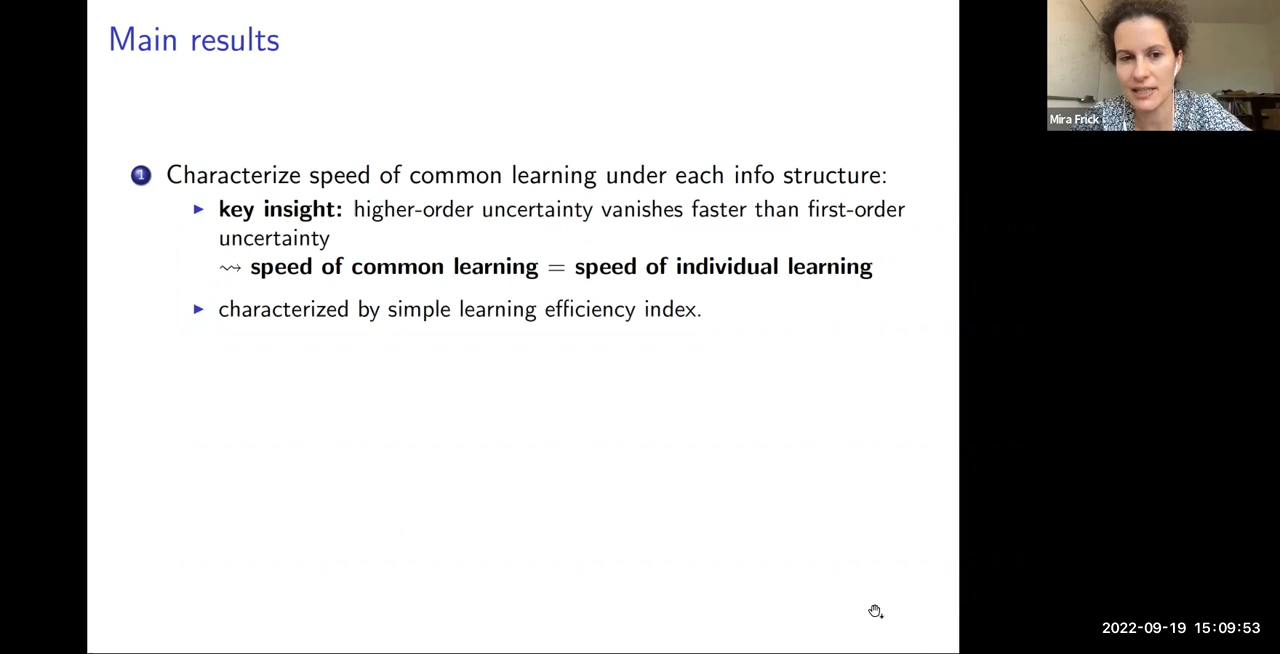 Main results
Mira Frick
1 Characterize speed of common learning under each info structure:
▶ key insight: higher-order uncertainty vanishes faster than first-order
uncertainty
⇝ speed of common learning = speed of individual learning
▶ characterized by simple learning efficiency index.
2022-09-19 15:09:53